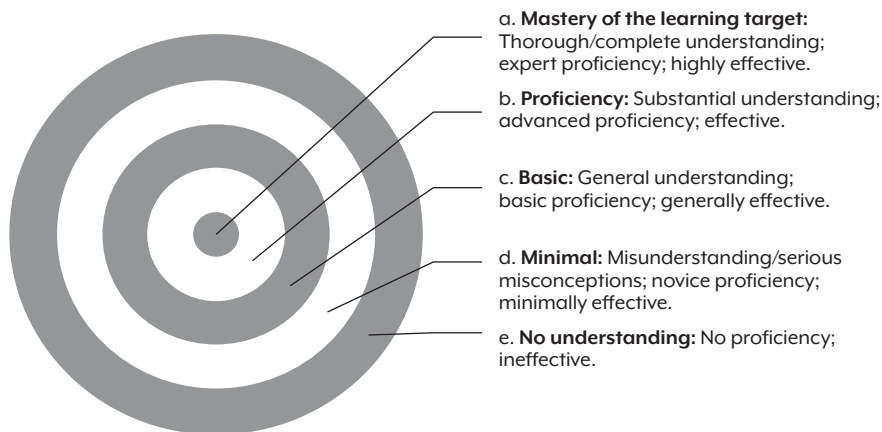 a. Mastery of the learning target:
Thorough/complete understanding;
expert proficiency; highly effective.
b. Proficiency: Substantial understanding;
advanced proficiency; effective.
c. Basic: General understanding;
basic proficiency; generally effective.
d. Minimal: Misunderstanding/serious
misconceptions; novice proficiency;
minimally effective.
e. No understanding: No proficiency;
ineffective.